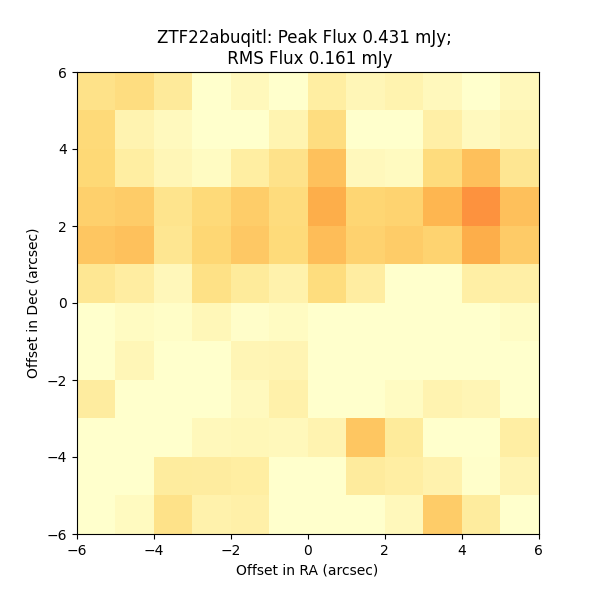 ZTF22abuqitl: Peak Flux 0.431 mJy;
RMS Flux 0.161 mJy
6
4
2
0
−2
−4
−6
Offset in Dec (arcsec)
−6 −4 −2 0 2 4 6
Offset in RA (arcsec)